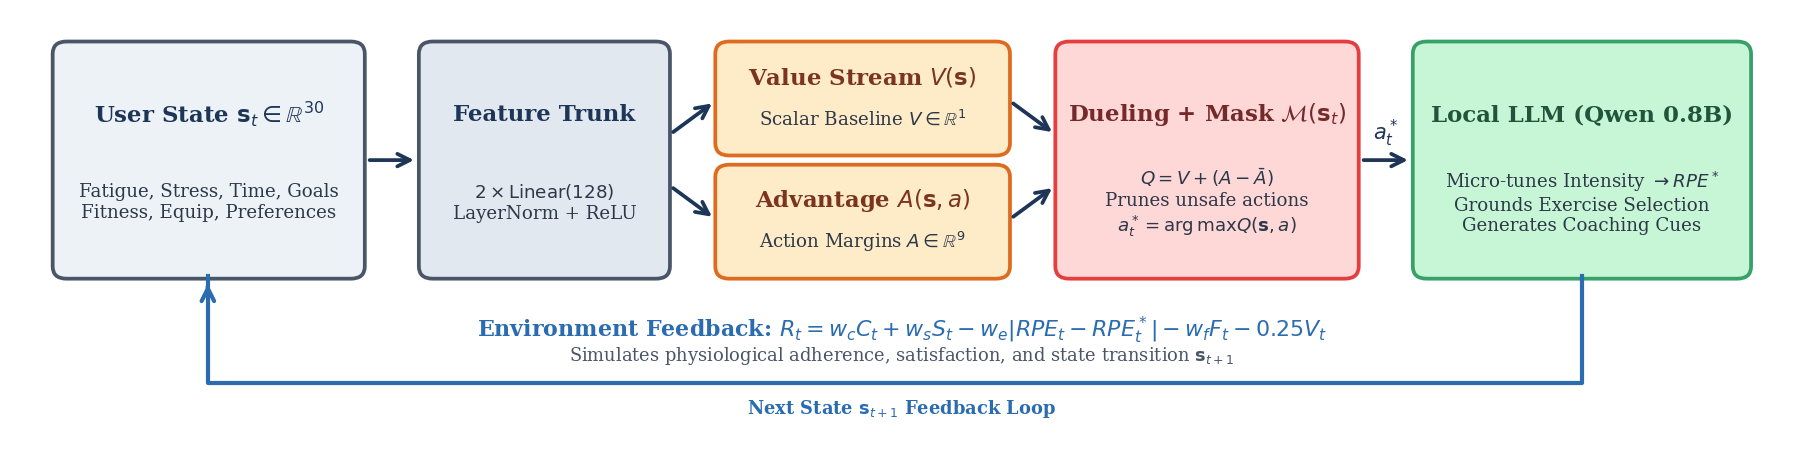 User State s_t ∈ ℝ^30
Fatigue, Stress, Time, Goals
Fitness, Equip, Preferences
Feature Trunk
2 × Linear(128)
LayerNorm + ReLU
Value Stream V(s)
Scalar Baseline V ∈ ℝ^1
Advantage A(s, a)
Action Margins A ∈ ℝ^9
Dueling + Mask ℳ(s_t)
Q = V + (A − Ā)
Prunes unsafe actions
a_t^* = arg maxQ(s, a)
a_t^*
Local LLM (Qwen 0.8B)
Micro-tunes Intensity → RPE^*
Grounds Exercise Selection
Generates Coaching Cues
Environment Feedback: R_t = w_c C_t + w_s S_t − w_e|RPE_t − RPE_t^*| − w_f F_t − 0.25V_t
Simulates physiological adherence, satisfaction, and state transition s_{t+1}
Next State s_{t+1} Feedback Loop